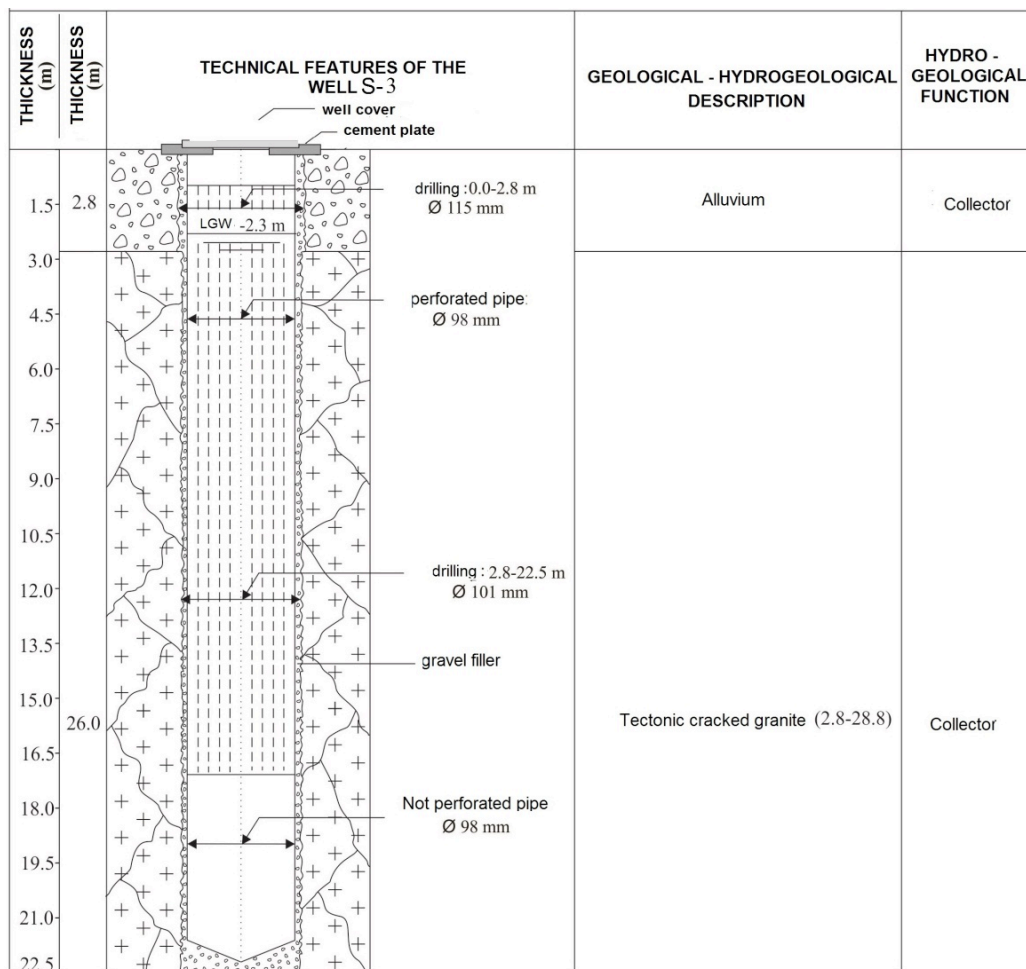 THICKNESS
(m)
THICKNESS
(m)
TECHNICAL FEATURES OF THE
WELL S-3
well cover
cement plate
GEOLOGICAL - HYDROGEOLOGICAL
DESCRIPTION
HYDRO -
GEOLOGICAL
FUNCTION
drilling : 0.0-2.8 m
Ø 115 mm
1.5
2.8
LGW -2.3 m
Alluvium
Collector
3.0
perforated pipe:
Ø 98 mm
4.5
6.0
7.5
9.0
10.5
drilling : 2.8-22.5 m
Ø 101 mm
12.0
13.5
gravel filler
15.0
26.0
Tectonic cracked granite (2.8-28.8)
Collector
16.5
18.0
Not perforated pipe
Ø 98 mm
19.5
21.0
22.5